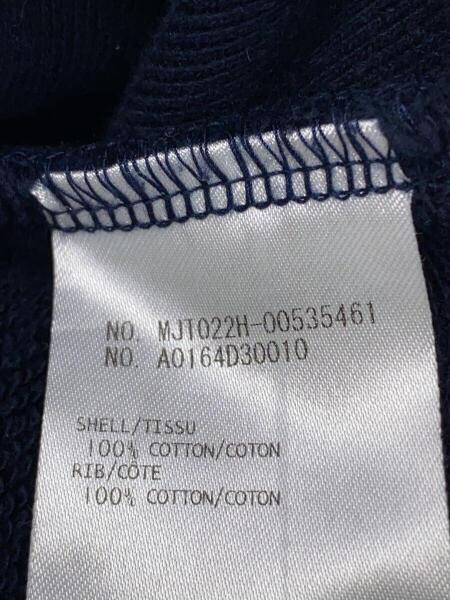 NO. MJT022H-00535461
NO. A0164D30010
SHELL/TISSU
100% COTTON/COTON
RIB/CÔTE
100% COTTON/COTON